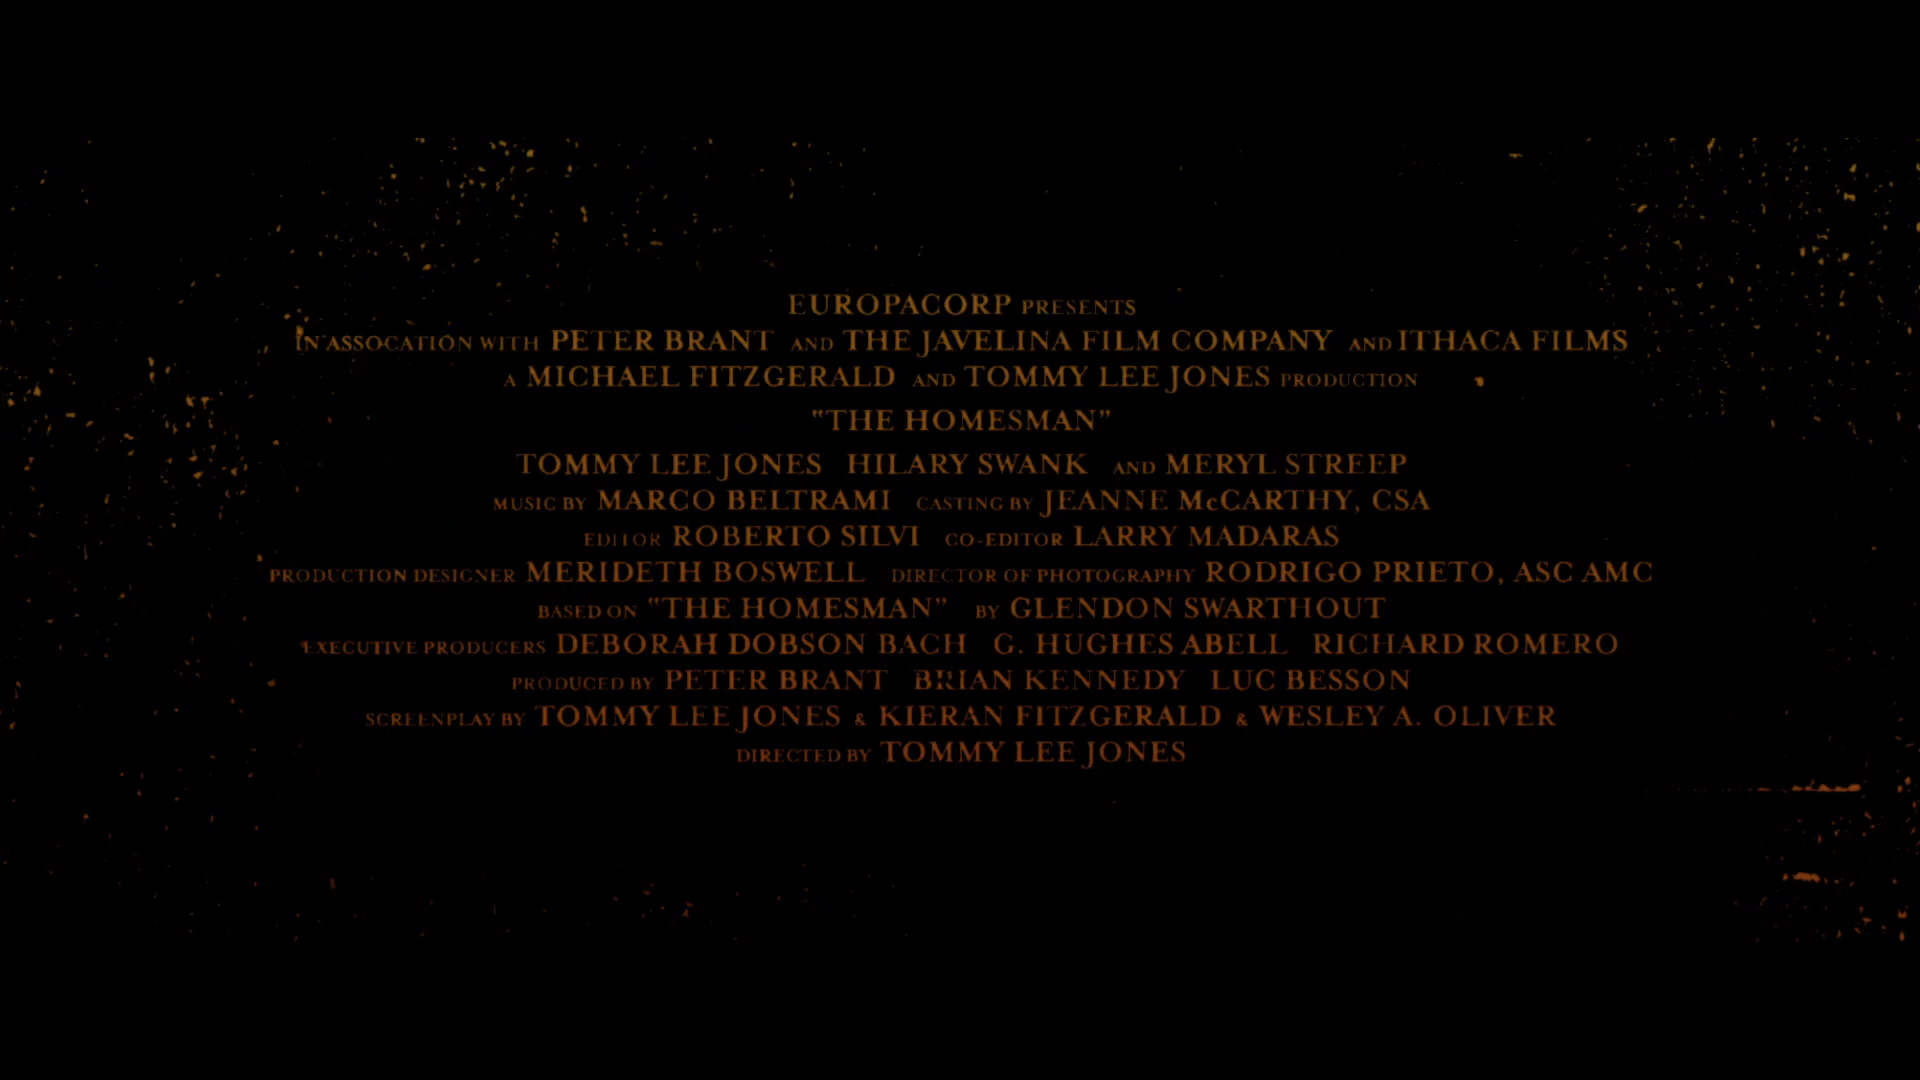 EUROPACORP PRESENTS
IN ASSOCATION WITH PETER BRANT AND THE JAVELINA FILM COMPANY AND ITHACA FILMS
A MICHAEL FITZGERALD AND TOMMY LEE JONES PRODUCTION
"THE HOMESMAN"
TOMMY LEE JONES HILARY SWANK AND MERYL STREEP
MUSIC BY MARCO BELTRAMI CASTING BY JEANNE McCARTHY, CSA
EDITOR ROBERTO SILVI CO-EDITOR LARRY MADARAS
PRODUCTION DESIGNER MERIDETH BOSWELL DIRECTOR OF PHOTOGRAPHY RODRIGO PRIETO, ASC AMC
BASED ON "THE HOMESMAN" BY GLENDON SWARTHOUT
EXECUTIVE PRODUCERS DEBORAH DOBSON BACH G. HUGHES ABELL RICHARD ROMERO
PRODUCED BY PETER BRANT BRIAN KENNEDY LUC BESSON
SCREENPLAY BY TOMMY LEE JONES & KIERAN FITZGERALD & WESLEY A. OLIVER
DIRECTED BY TOMMY LEE JONES